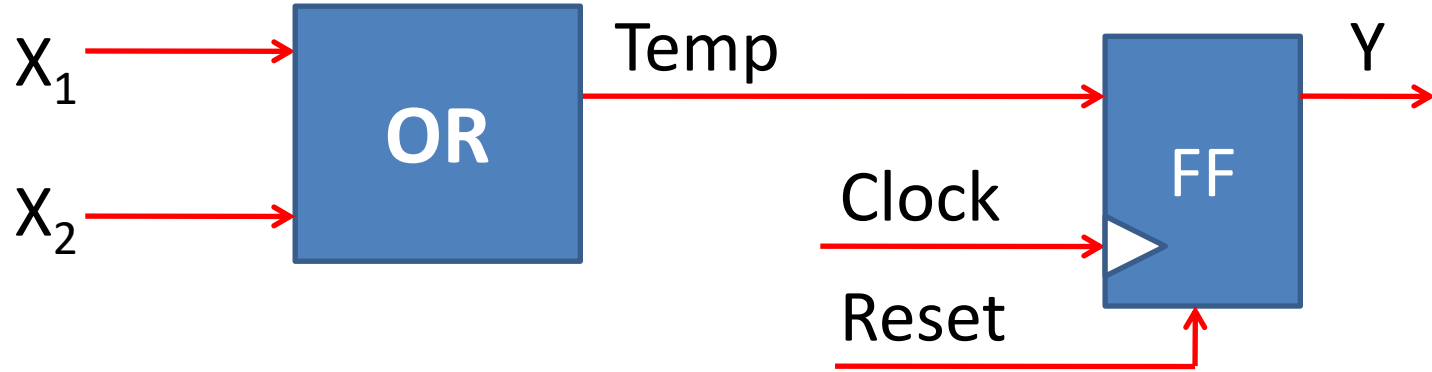 X₁
OR
X₂
Temp
Clock
Reset
FF
Y